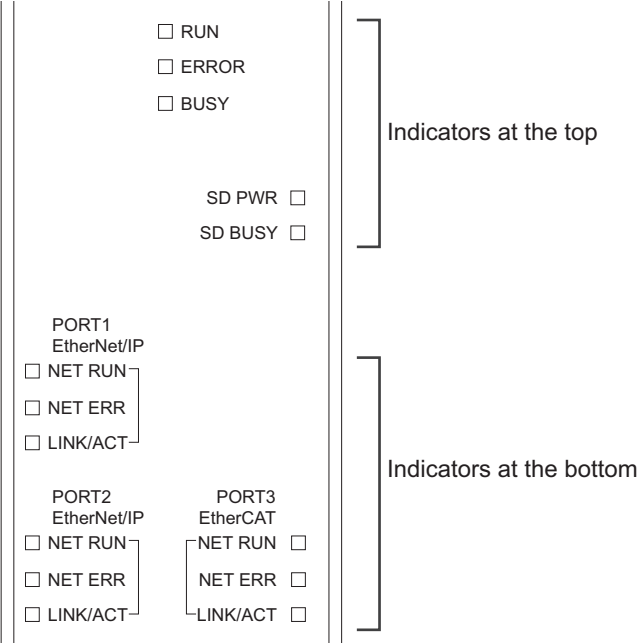 RUN
ERROR
BUSY
Indicators at the top
SD PWR
SD BUSY
PORT1
EtherNet/IP
NET RUN
NET ERR
LINK/ACT
Indicators at the bottom
PORT2
EtherNet/IP
NET RUN
NET ERR
LINK/ACT
PORT3
EtherCAT
NET RUN
NET ERR
LINK/ACT